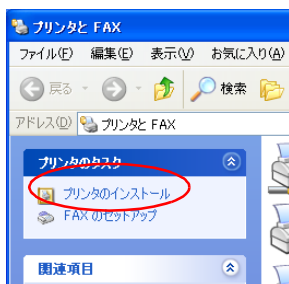 プリンタと FAX
ファイル(F) 編集(E) 表示(V) お気に入り(A)
戻る 検索
アドレス(D) プリンタと FAX
プリンタのタスク
プリンタのインストール
FAX のセットアップ
関連項目